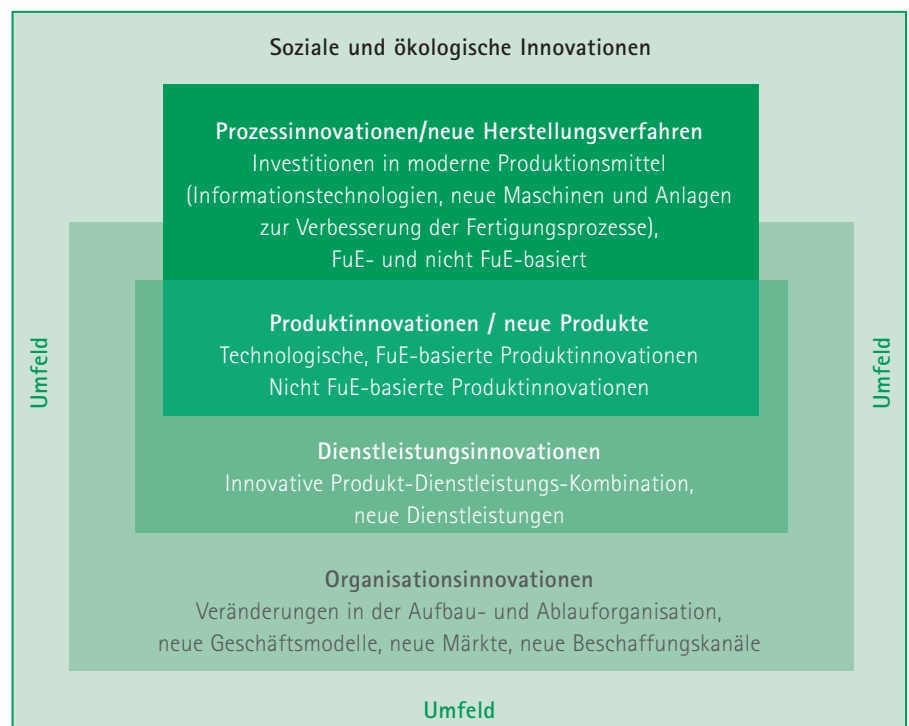 Soziale und ökologische Innovationen
Prozessinnovationen/neue Herstellungsverfahren
Investitionen in moderne Produktionsmittel
(Informationstechnologien, neue Maschinen und Anlagen
zur Verbesserung der Fertigungsprozesse),
FuE- und nicht FuE-basiert
Produktinnovationen / neue Produkte
Technologische, FuE-basierte Produktinnovationen
Nicht FuE-basierte Produktinnovationen
Umfeld
Umfeld
Dienstleistungsinnovationen
Innovative Produkt-Dienstleistungs-Kombination,
neue Dienstleistungen
Organisationsinnovationen
Veränderungen in der Aufbau- und Ablauforganisation,
neue Geschäftsmodelle, neue Märkte, neue Beschaffungskanäle
Umfeld